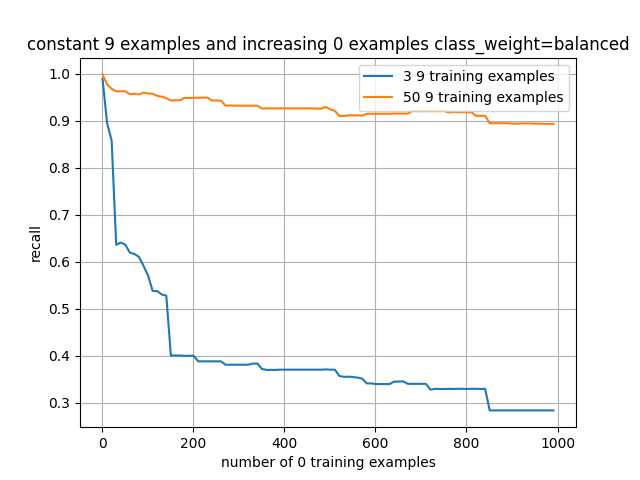 constant 9 examples and increasing 0 examples class_weight=balanced
3 9 training examples
50 9 training examples
recall
1.0
0.9
0.8
0.7
0.6
0.5
0.4
0.3
0 200 400 600 800 1000
number of 0 training examples